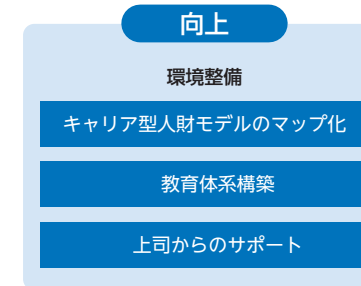 向上
環境整備
キャリア型人財モデルのマップ化
教育体系構築
上司からのサポート